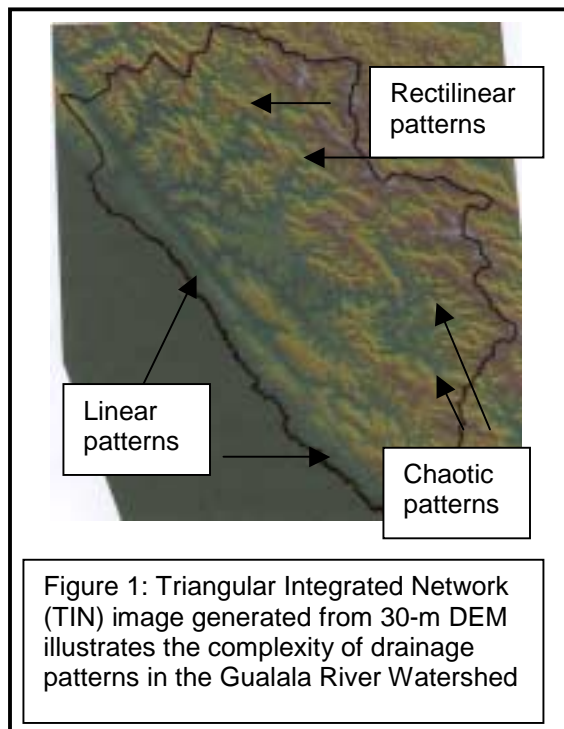 Rectilinear
patterns
Linear
patterns
Chaotic
patterns
Figure 1: Triangular Integrated Network
(TIN) image generated from 30-m DEM
illustrates the complexity of drainage
patterns in the Gualala River Watershed